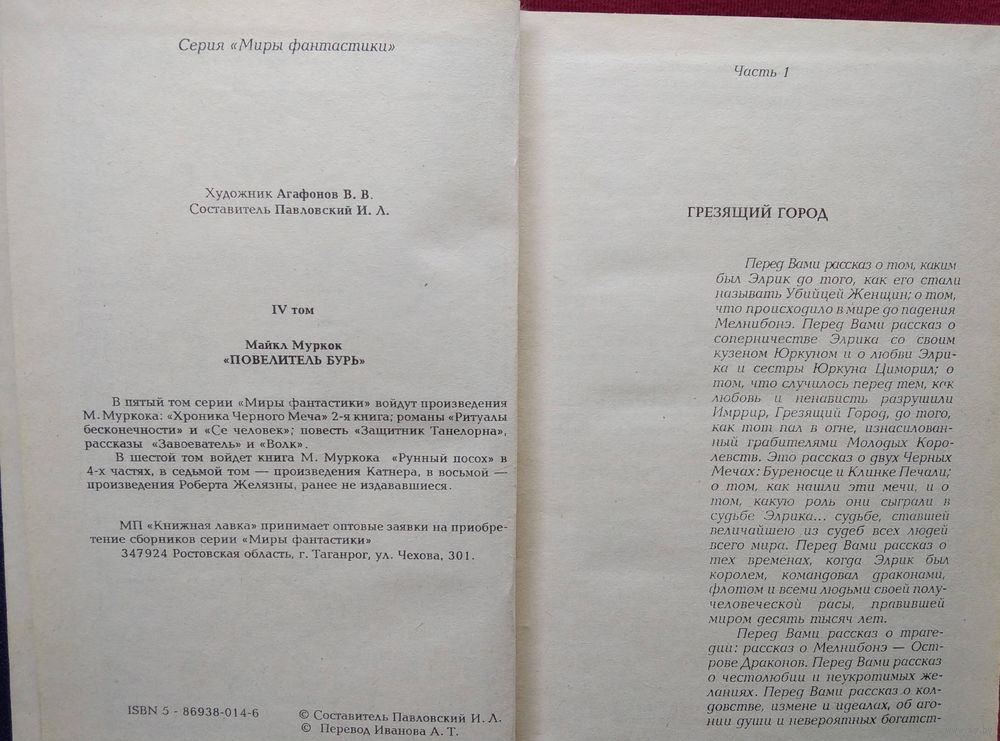 Серия «Миры фантастики»
Художник Агафонов В. В.
Составитель Павловский И. Л.
IV том
Майкл Муркок
«ПОВЕЛИТЕЛЬ БУРЬ»
В пятый том серии «Миры фантастики» войдут произведения
М. Муркока: «Хроника Черного Меча» 2-я книга; романы «Ритуалы
бесконечности» и «Се человек»; повесть «Защитник Танелорна»,
рассказы «Завоеватель» и «Волк».
В шестой том войдет книга М. Муркока «Рунный посох» в
4-х частях, в седьмой том — произведения Катнера, в восьмой —
произведения Роберта Желязны, ранее не издававшиеся.
МП «Книжная лавка» принимает оптовые заявки на приобре-
тение сборников серии «Миры фантастики»
347924 Ростовская область, г. Таганрог, ул. Чехова, 301.
ISBN 5 - 86938-014-6
© Составитель Павловский И. Л.
© Перевод Иванова А. Т.
Часть 1
ГРЕЗЯЩИЙ ГОРОД
Перед Вами рассказ о том, каким
был Элрик до того, как его стали
называть Убийцей Женщин; о том,
что происходило в мире до падения
Мелнибонэ. Перед Вами рассказ о
соперничестве Элрика со своим
кузеном Юркуном и о любви Элри-
ка и сестры Юркуна Циморил; о
том, что случилось перед тем, как
любовь и ненависть разрушили
Имррир, Грезящий Город, до того,
как тот пал в огне, изнасилован-
ный грабителями Молодых Коро-
левств. Это рассказ о двух Черных
Мечах: Буреносце и Клинке Печали;
о том, как нашли эти мечи, и о
том, какую роль они сыграли в
судьбе Элрика... судьбе, ставшей
величайшею из судеб всех людей
всего мира. Перед Вами рассказ о
тех временах, когда Элрик был
королем, командовал драконами,
флотом и всеми людьми своей полу-
человеческой расы, правившей
миром десять тысяч лет.
Перед Вами рассказ о траге-
дии: рассказ о Мелнибонэ — Ост-
рове Драконов. Перед Вами рассказ
о честолюбии и неукротимых же-
ланиях. Перед Вами рассказ о кол-
довстве, измене и идеалах, об аго-
нии души и невероятных богатст-